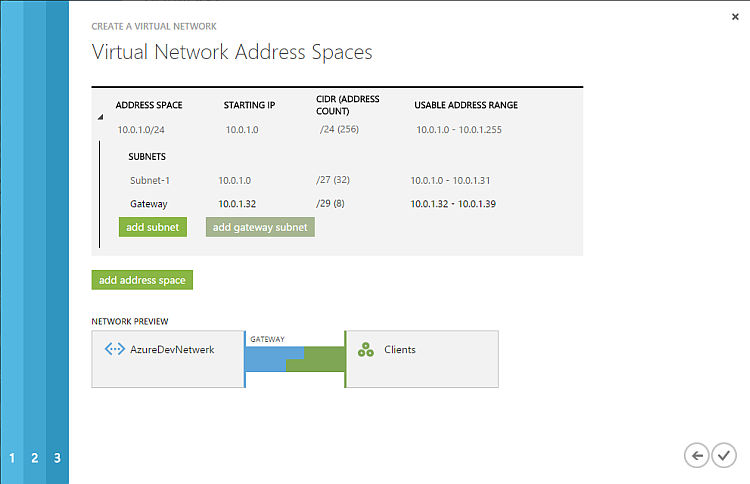 CREATE A VIRTUAL NETWORK
Virtual Network Address Spaces
ADDRESS SPACE STARTING IP CIDR (ADDRESS COUNT) USABLE ADDRESS RANGE
10.0.1.0/24 10.0.1.0 /24 (256) 10.0.1.0 - 10.0.1.255
SUBNETS
Subnet-1 10.0.1.0 /27 (32) 10.0.1.0 - 10.0.1.31
Gateway 10.0.1.32 /29 (8) 10.0.1.32 - 10.0.1.39
add subnet add gateway subnet
add address space
NETWORK PREVIEW
GATEWAY
AzureDevNetwerk Clients
1 2 3